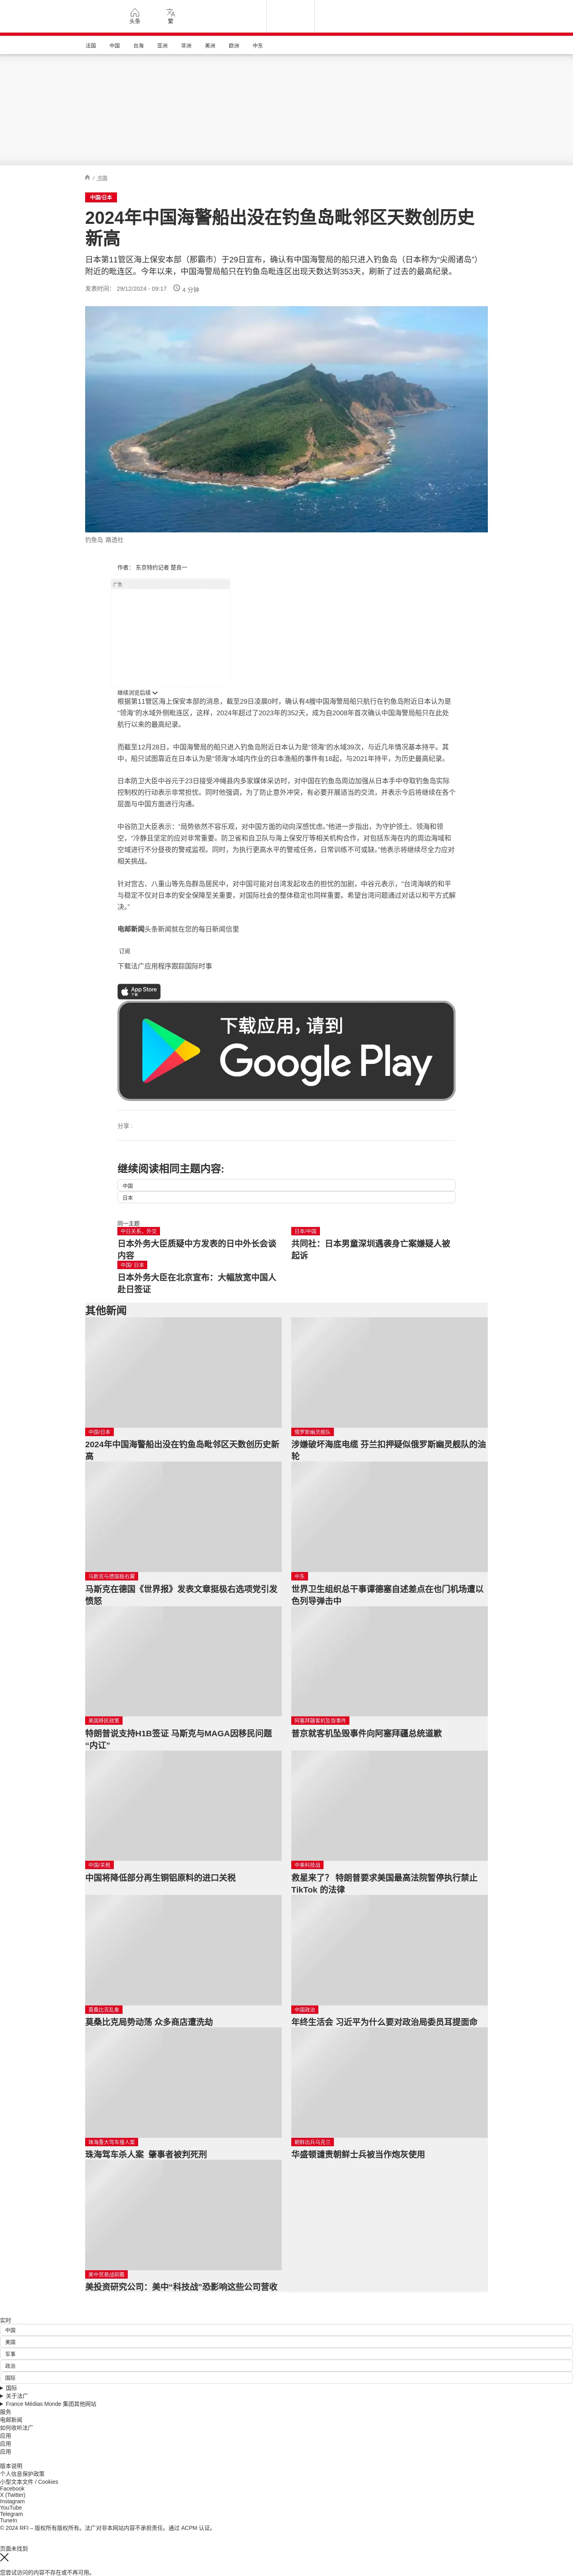 头条
繁
法国
中国
台海
亚洲
非洲
美洲
欧洲
中东
/ 中国
中国/日本
2024年中国海警船出没在钓鱼岛毗邻区天数创历史
新高
日本第11管区海上保安本部（那霸市）于29日宣布，确认有中国海警局的船只进入钓鱼岛（日本称为“尖阁诸岛”）
附近的毗连区。今年以来，中国海警局船只在钓鱼岛毗连区出现天数达到353天，刷新了过去的最高纪录。
发表时间： 29/12/2024 - 09:17 4 分钟
钓鱼岛 路透社
作者： 东京特约记者 楚良一
广告
继续浏览后续
根据第11管区海上保安本部的消息，截至29日凌晨0时，确认有4艘中国海警局船只航行在钓鱼岛附近日本认为是
“领海”的水域外侧毗连区，这样，2024年超过了2023年的352天，成为自2008年首次确认中国海警局船只在此处
航行以来的最高纪录。
而截至12月28日，中国海警局的船只进入钓鱼岛附近日本认为是“领海”的水域39次，与近几年情况基本持平。其
中，船只试图靠近在日本认为是“领海”水域内作业的日本渔船的事件有18起，与2021年持平，为历史最高纪录。
日本防卫大臣中谷元于23日接受冲绳县内多家媒体采访时，对中国在钓鱼岛周边加强从日本手中夺取钓鱼岛实际
控制权的行动表示非常担忧。同时他强调，为了防止意外冲突，有必要开展适当的交流，并表示今后将继续在各个
层面与中国方面进行沟通。
中谷防卫大臣表示：“局势依然不容乐观，对中国方面的动向深感忧虑。”他进一步指出，为守护领土、领海和领
空，“冷静且坚定的应对非常重要。防卫省和自卫队与海上保安厅等相关机构合作，对包括东海在内的周边海域和
空域进行不分昼夜的警戒监视。同时，为执行更高水平的警戒任务，日常训练不可或缺。”他表示将继续尽全力应对
相关挑战。
针对宫古、八重山等先岛群岛居民中，对中国可能对台湾发起攻击的担忧的加剧，中谷元表示，“台湾海峡的和平
与稳定不仅对日本的安全保障至关重要，对国际社会的整体稳定也同样重要。希望台湾问题通过对话以和平方式解
决。”
电邮新闻头条新闻就在您的每日新闻信里
订阅
下载法广应用程序跟踪国际时事
App Store
下载
下载应用，请到
Google Play
分享 :
继续阅读相同主题内容:
中国
日本
同一主题
中日关系，外交
日本外务大臣质疑中方发表的日中外长会谈
内容
日本/中国
共同社：日本男童深圳遇袭身亡案嫌疑人被
起诉
中国/ 日本
日本外务大臣在北京宣布：大幅放宽中国人
赴日签证
其他新闻
中国/日本
2024年中国海警船出没在钓鱼岛毗邻区天数创历史新
高
俄罗斯幽灵舰队
涉嫌破坏海底电缆 芬兰扣押疑似俄罗斯幽灵舰队的油
轮
马斯克与德国极右翼
马斯克在德国《世界报》发表文章挺极右选项党引发
愤怒
中东
世界卫生组织总干事谭德塞自述差点在也门机场遭以
色列导弹击中
美国移民政策
特朗普说支持H1B签证 马斯克与MAGA因移民问题
“内讧”
阿塞拜疆客机坠毁事件
普京就客机坠毁事件向阿塞拜疆总统道歉
中国/关税
中国将降低部分再生铜铝原料的进口关税
中美科技战
救星来了？ 特朗普要求美国最高法院暂停执行禁止
TikTok 的法律
莫桑比克乱象
莫桑比克局势动荡 众多商店遭洗劫
中国政治
年终生活会 习近平为什么要对政治局委员耳提面命
珠海重大驾车撞人案
珠海驾车杀人案 肇事者被判死刑
朝鲜出兵乌克兰
华盛顿谴责朝鲜士兵被当作炮灰使用
美中贸易战前瞻
美投资研究公司：美中“科技战”恐影响这些公司营收
实时
中国
美国
军事
政治
国际
国际
关于法广
France Médias Monde 集团其他网站
服务
电邮新闻
如何收听法广
应用
应用
应用
版本说明
个人信息保护政策
小型文本文件 / Cookies
Facebook
X (Twitter)
Instagram
YouTube
Telegram
TuneIn
© 2024 RFI – 版权所有版权所有。法广对非本网站内容不承担责任。通过 ACPM 认证。
页面未找到
您尝试访问的内容不存在或不再可用。